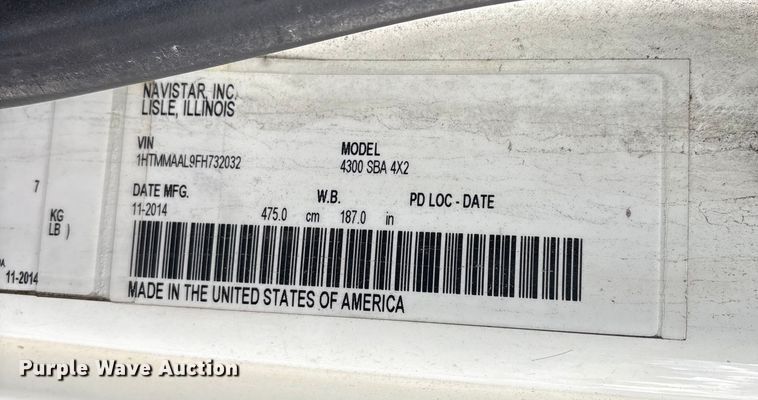 NAVISTAR, INC.
LISLE, ILLINOIS
VIN
1HTMMAAL9FH732032
MODEL
4300 SBA 4X2
DATE MFG.
11-2014
W.B.
475.0 cm 187.0 in
PD LOC - DATE
MADE IN THE UNITED STATES OF AMERICA
7
KG
LB )
11-2014
Purple Wave Auction